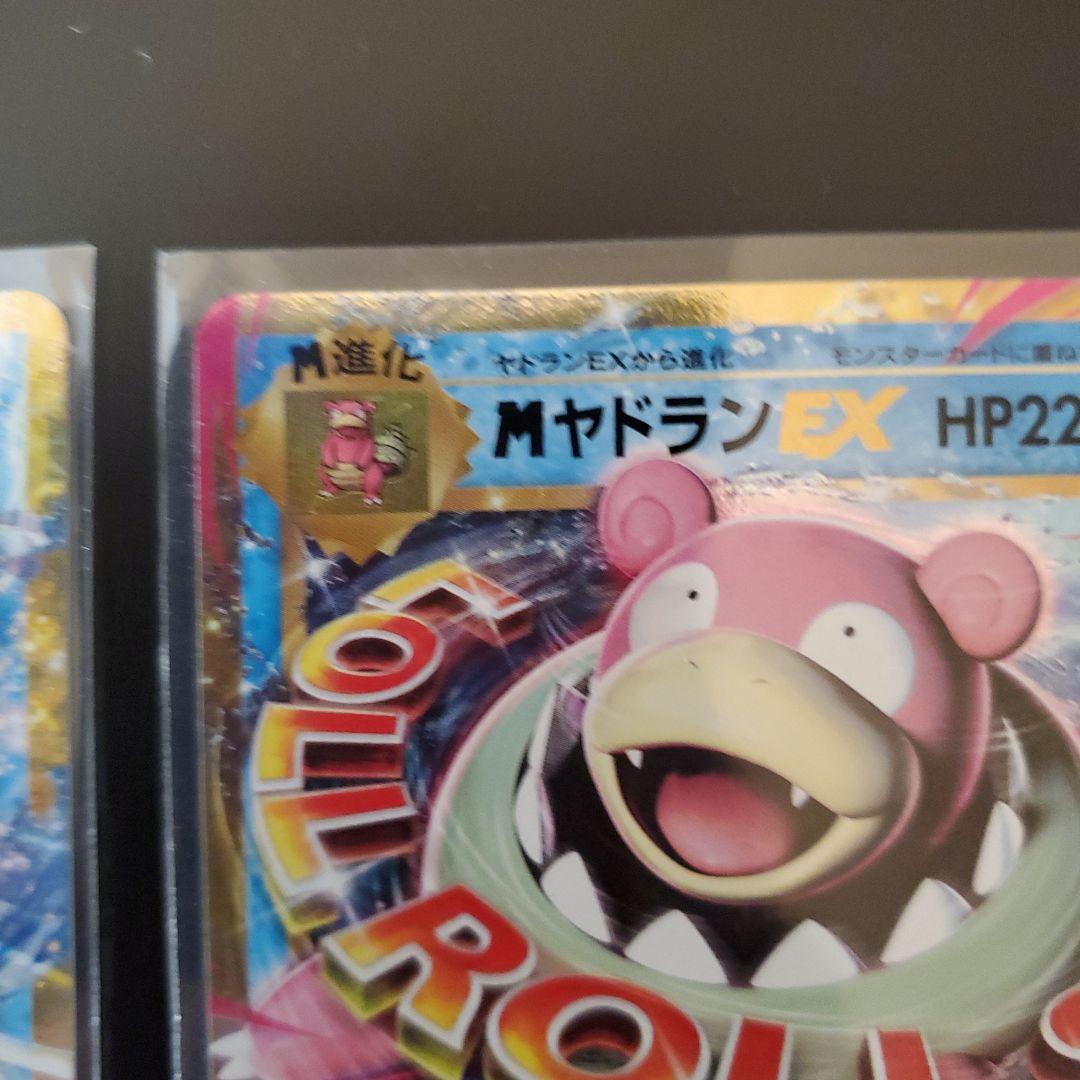 M進化
ヤドランEXから進化
モンスターカードに重ね
MヤドランEX HP22
ROLL
RO